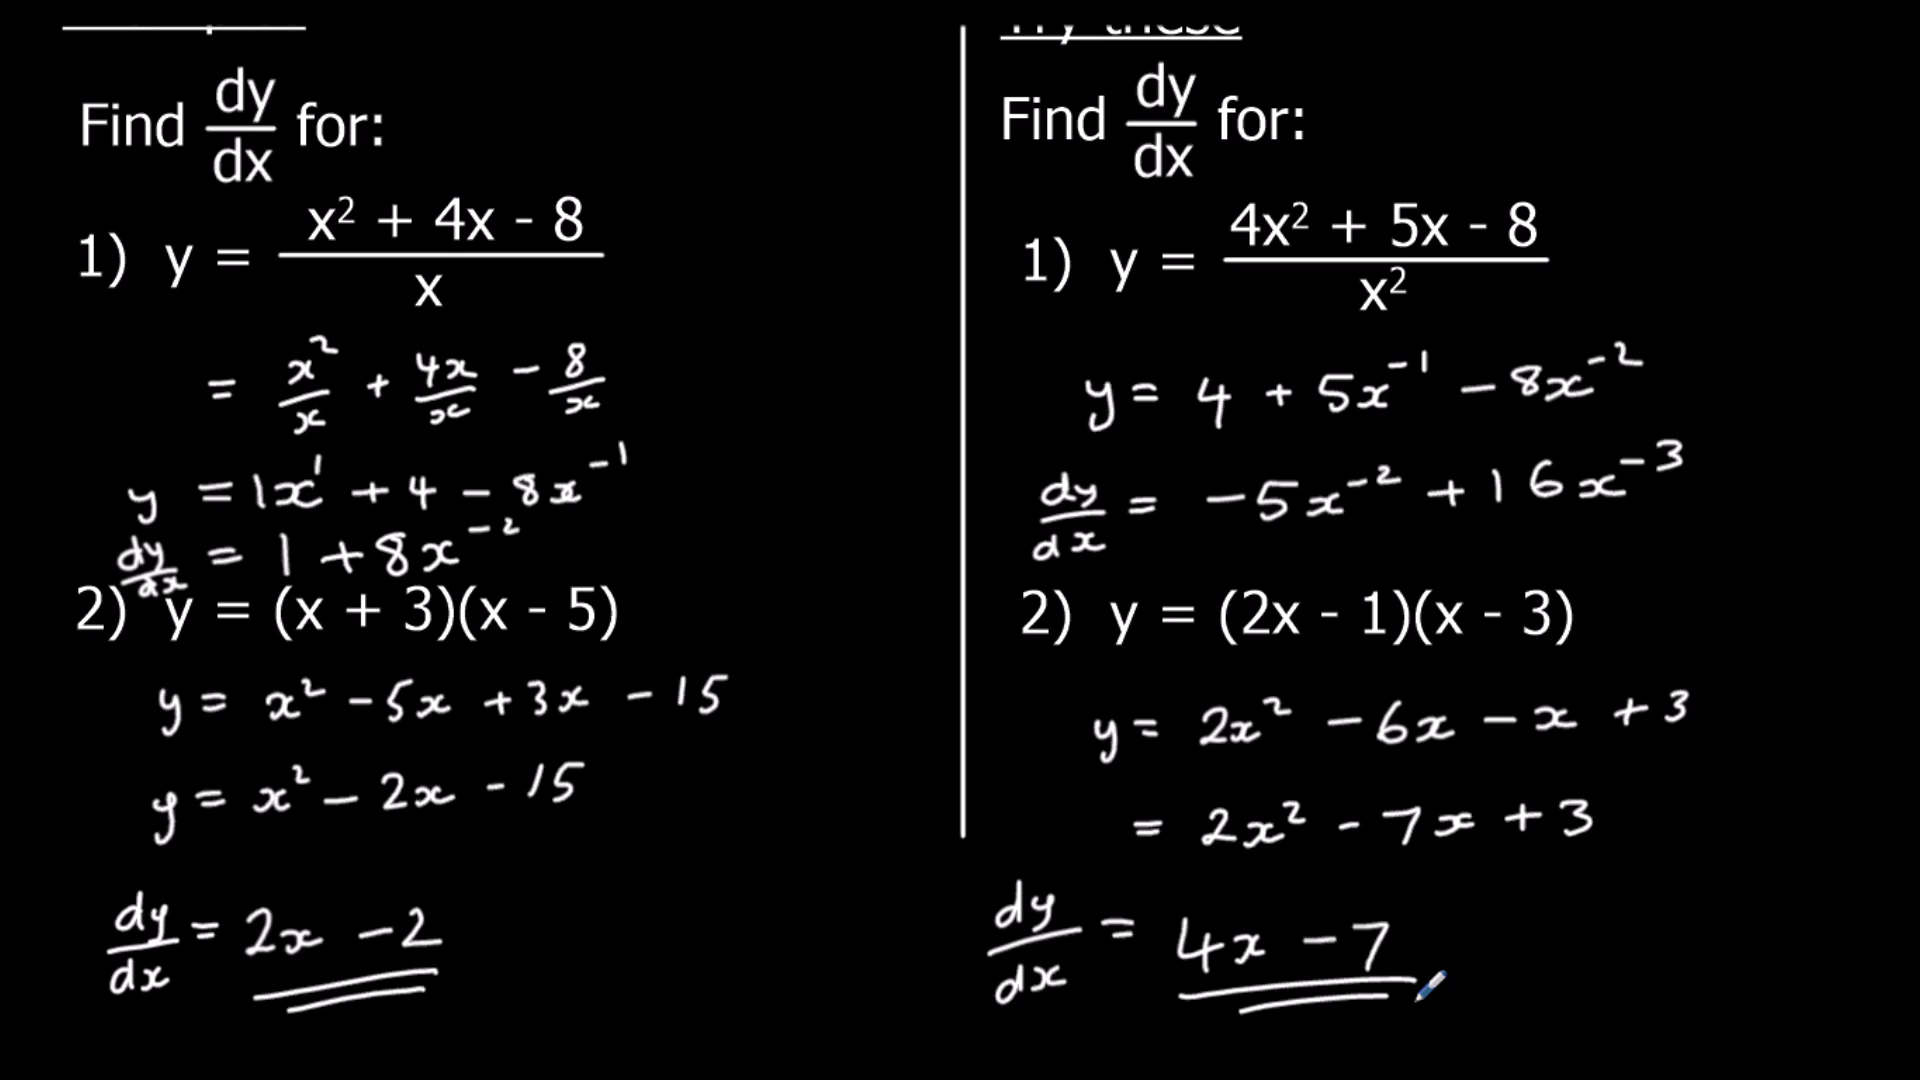 Find dy/dx for:
1) y = (x² + 4x - 8)/x
= x²/x + 4x/x - 8/x
y = 1x¹ + 4 - 8x⁻¹
dy/dx = 1 + 8x⁻²
2) y = (x + 3)(x - 5)
y = x² - 5x + 3x - 15
y = x² - 2x - 15
dy/dx = 2x - 2
Try these
Find dy/dx for:
1) y = (4x² + 5x - 8)/x²
y = 4 + 5x⁻¹ - 8x⁻²
dy/dx = -5x⁻² + 16x⁻³
2) y = (2x - 1)(x - 3)
y = 2x² - 6x - x + 3
= 2x² - 7x + 3
dy/dx = 4x - 7